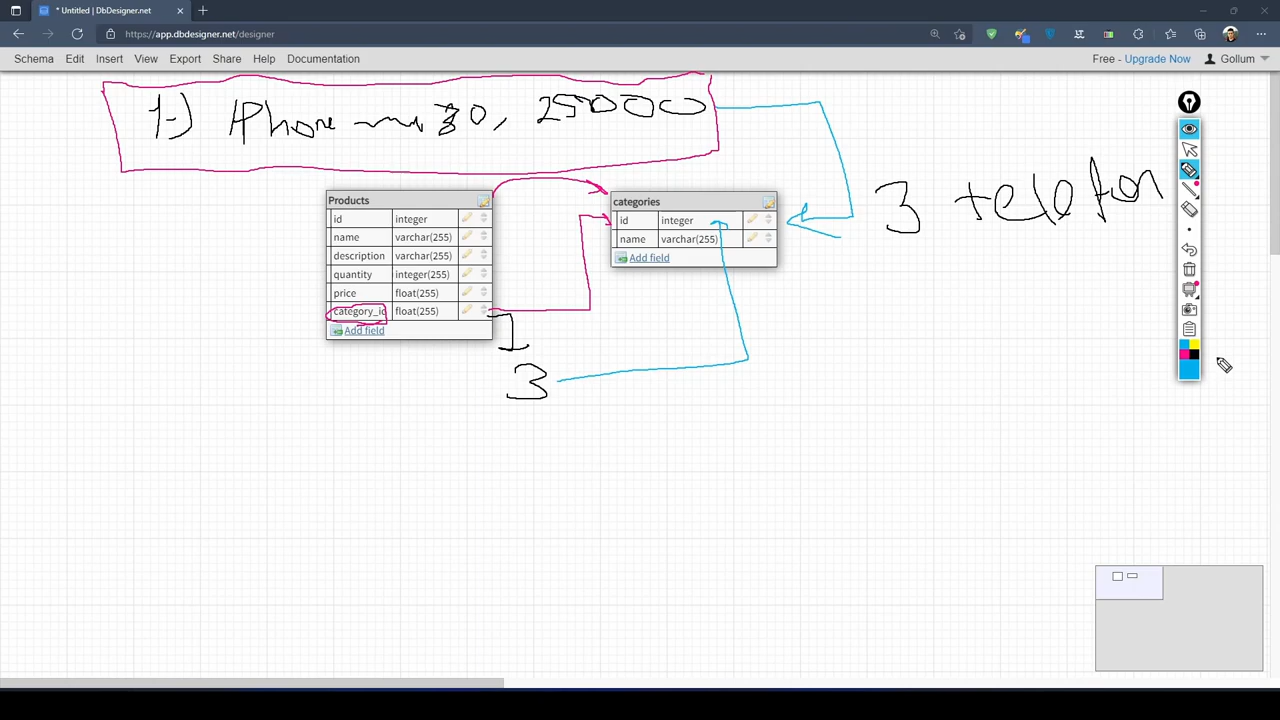 * Untitled | DbDesigner.net
https://app.dbdesigner.net/designer
Schema Edit Insert View Export Share Help Documentation
Free - Upgrade Now Gollum
1-) iPhone 30, 25000
3 telefon
Products
id integer
name varchar(255)
description varchar(255)
quantity integer(255)
price float(255)
category_id float(255)
Add field
categories
id integer
name varchar(255)
Add field
1
3